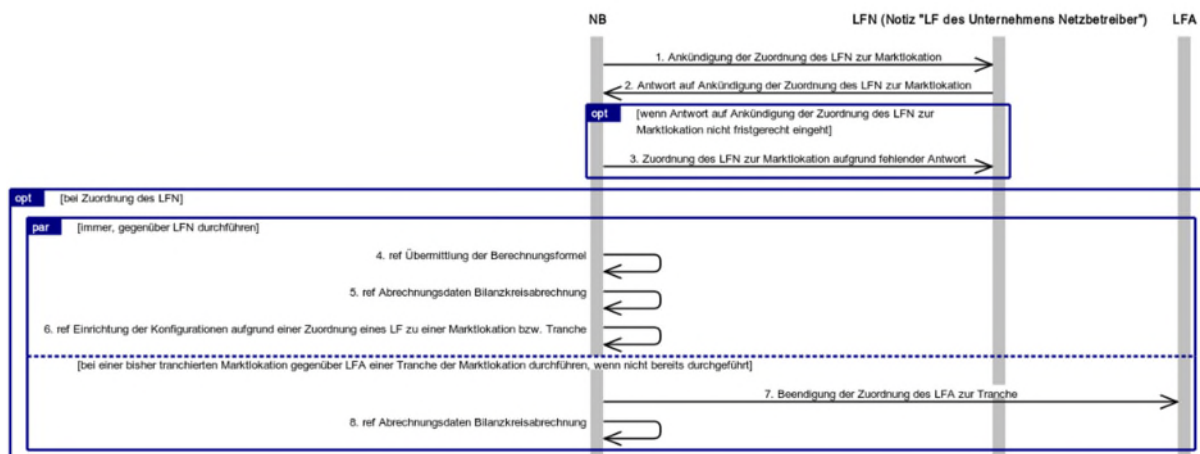 NB
LFN (Notiz "LF des Unternehmens Netzbetreiber")
LFA
1. Ankündigung der Zuordnung des LFN zur Marktlokation
2. Antwort auf Ankündigung der Zuordnung des LFN zur Marktlokation
opt
[wenn Antwort auf Ankündigung der Zuordnung des LFN zur
Marktlokation nicht fristgerecht eingeht]
3. Zuordnung des LFN zur Marktlokation aufgrund fehlender Antwort
opt
[bei Zuordnung des LFN]
par
[immer, gegenüber LFN durchführen]
4. ref Übermittlung der Berechnungsformel
5. ref Abrechnungsdaten Bilanzkreisabrechnung
6. ref Einrichtung der Konfigurationen aufgrund einer Zuordnung eines LF zu einer Marktlokation bzw. Tranche
[bei einer bisher tranchierten Marktlokation gegenüber LFA einer Tranche der Marktlokation durchführen, wenn nicht bereits durchgeführt]
7. Beendigung der Zuordnung des LFA zur Tranche
8. ref Abrechnungsdaten Bilanzkreisabrechnung